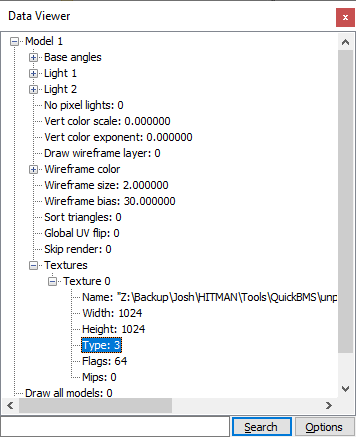 Data Viewer
Model 1
Base angles
Light 1
Light 2
No pixel lights: 0
Vert color scale: 0.000000
Vert color exponent: 0.000000
Draw wireframe layer: 0
Wireframe color
Wireframe size: 2.000000
Wireframe bias: 30.000000
Sort triangles: 0
Global UV flip: 0
Skip render: 0
Textures
Texture 0
Name: "Z:\Backup\Josh\HITMAN\Tools\QuickBMS\unp
Width: 1024
Height: 1024
Type: 3
Flags: 64
Mips: 0
Draw all models: 0
Search Options